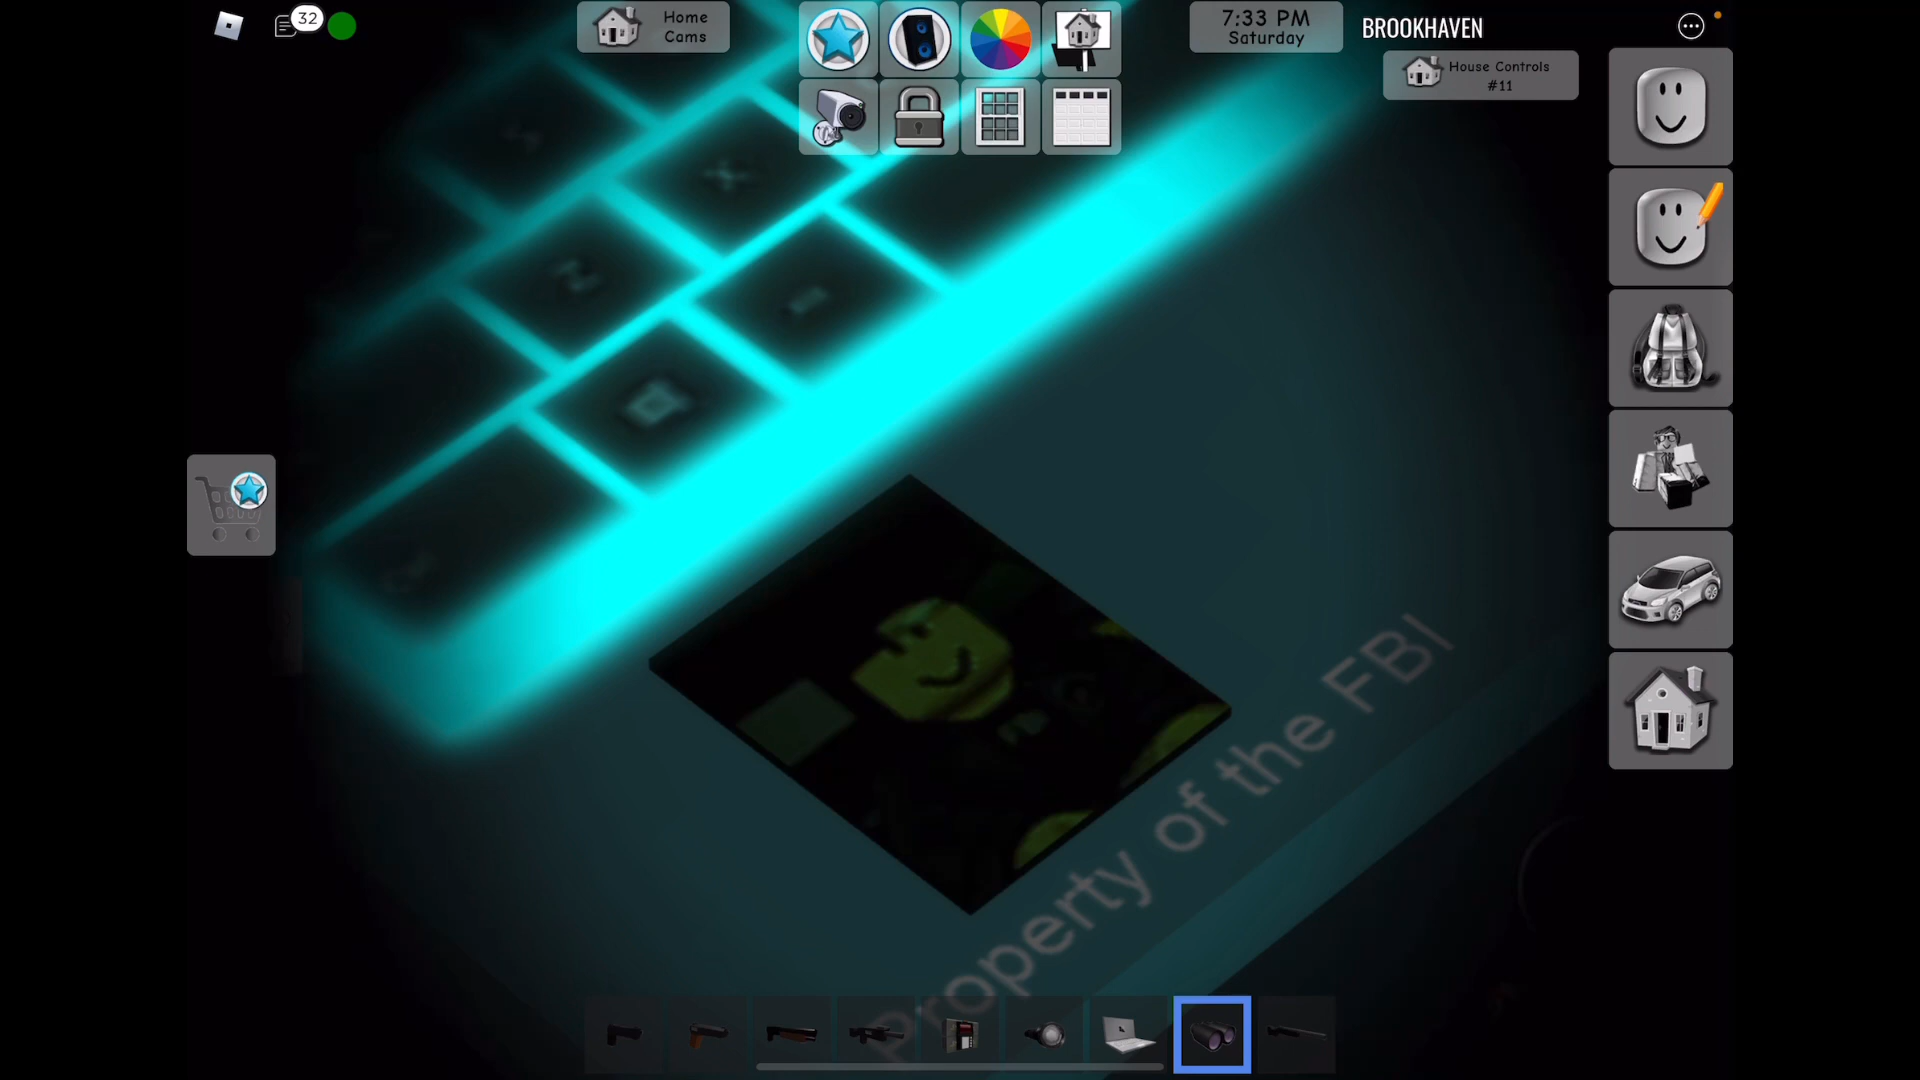 32
Home
Cams
7:33 PM
Saturday
BROOKHAVEN
House Controls
#11
Property of the FBI